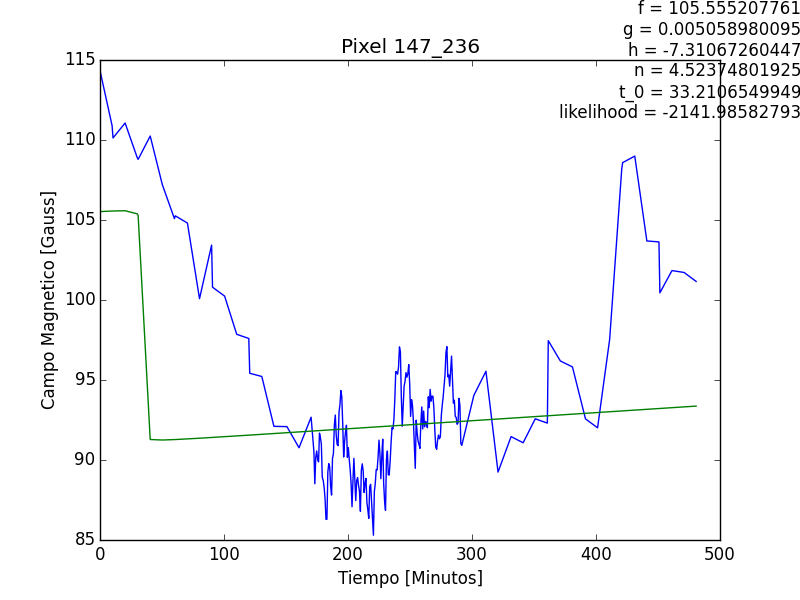 f = 105.555207761
g = 0.005058980095
h = -7.31067260447
n = 4.52374801925
t_0 = 33.2106549949
likelihood = -2141.98582793
Pixel 147_236
115
110
105
100
95
90
85
Campo Magnetico [Gauss]
0 100 200 300 400 500
Tiempo [Minutos]